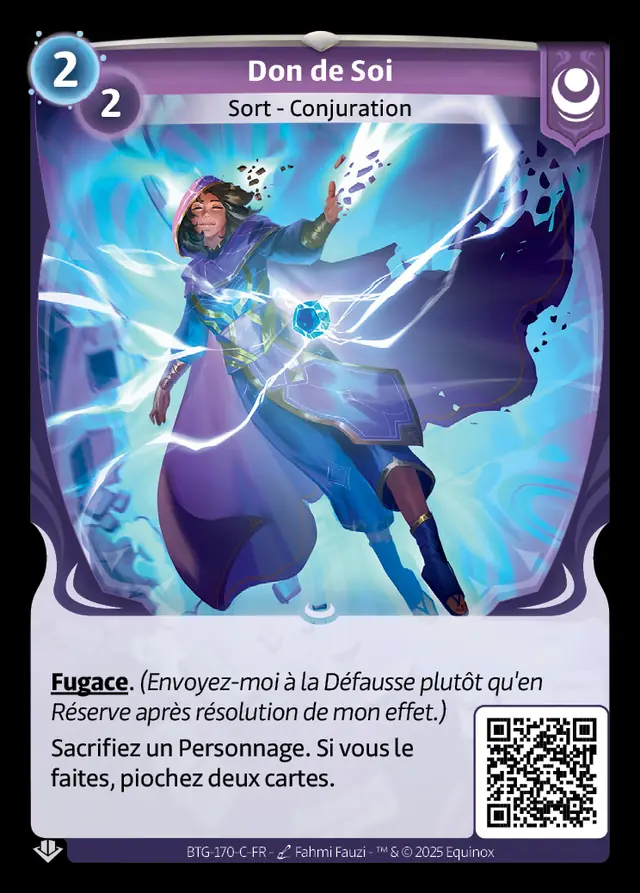 2
Don de Soi
2
Sort - Conjuration
Fugace. (Envoyez-moi à la Défausse plutôt qu'en
Réserve après résolution de mon effet.)
Sacrifiez un Personnage. Si vous le
faites, piochez deux cartes.
BTG-170-C-FR - Fahmi Fauzi - ™ & © 2025 Equinox